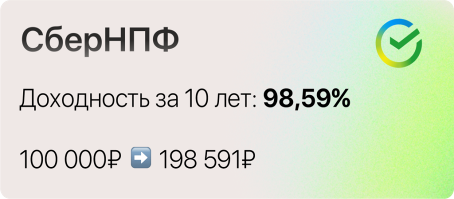 СберНПФ
Доходность за 10 лет: 98,59%
100 000₽ ➡️ 198 591₽